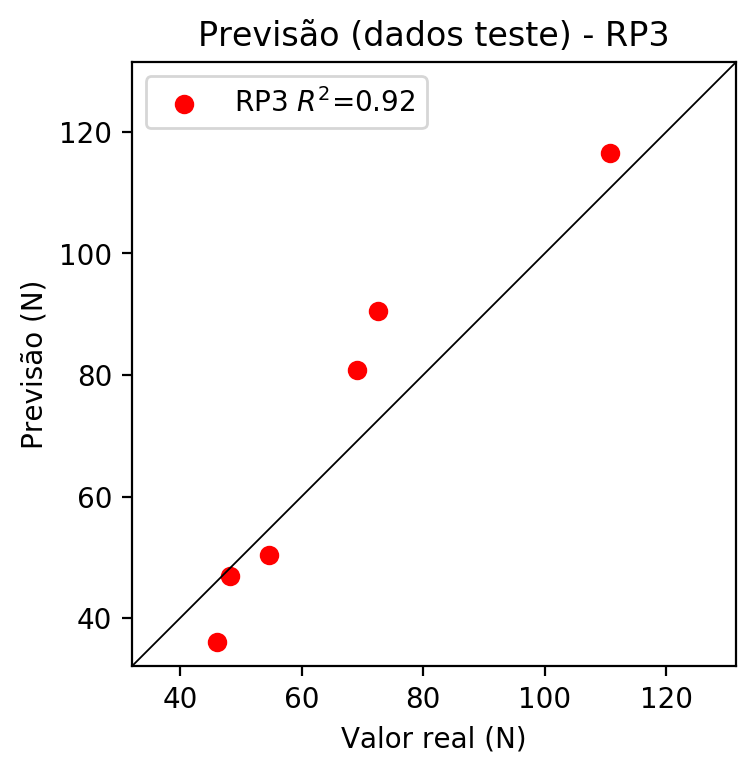 Previsão (dados teste) - RP3
RP3 R²=0.92
120
100
80
60
40
Previsão (N)
40 60 80 100 120
Valor real (N)